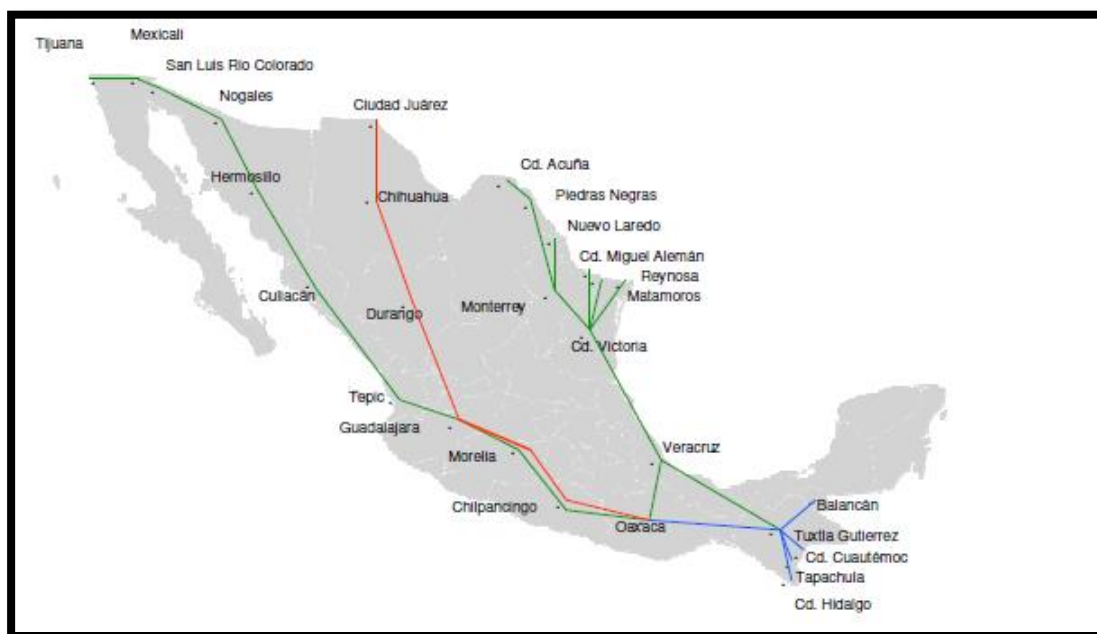 Mexicali
Tijuana
San Luis Rio Colorado
Nogales
Ciudad Juárez
Cd. Acuña
Hermosillo
Chihuahua
Piedras Negras
Nuevo Laredo
Cd. Miguel Alemán
Reynosa
Culiacán
Matamoros
Durango
Monterrey
Cd. Victoria
Tepic
Guadalajara
Morelia
Veracruz
Chilpancingo
Balancán
Oaxaca
Tuxtla Gutierrez
Cd. Cuautémoc
Tapachula
Cd. Hidalgo